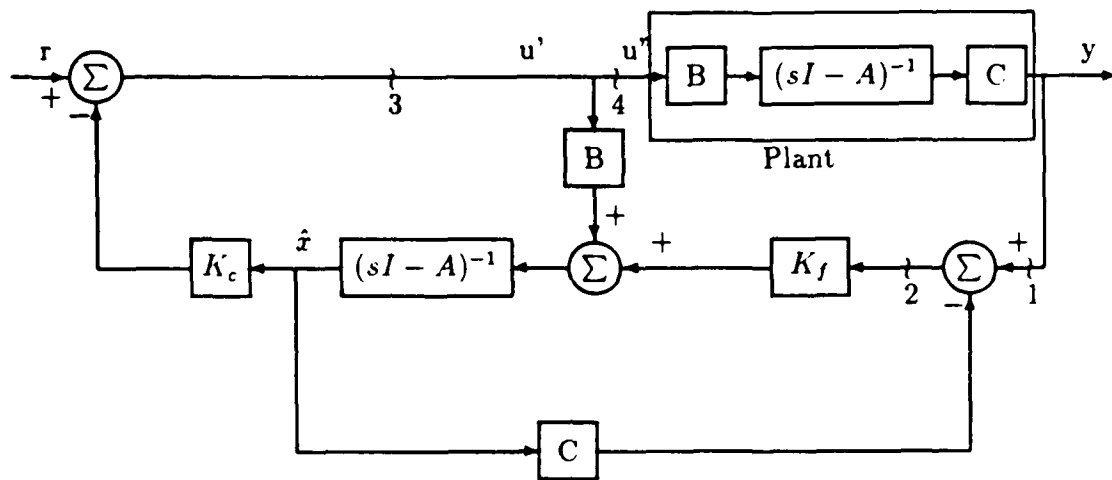 r
+
−
Σ
3
u'
4
u"
B
(sI − A)⁻¹
C
y
Plant
B
+
+
Σ
x̂
K_c
(sI − A)⁻¹
K_f
2
Σ
+
−
1
C